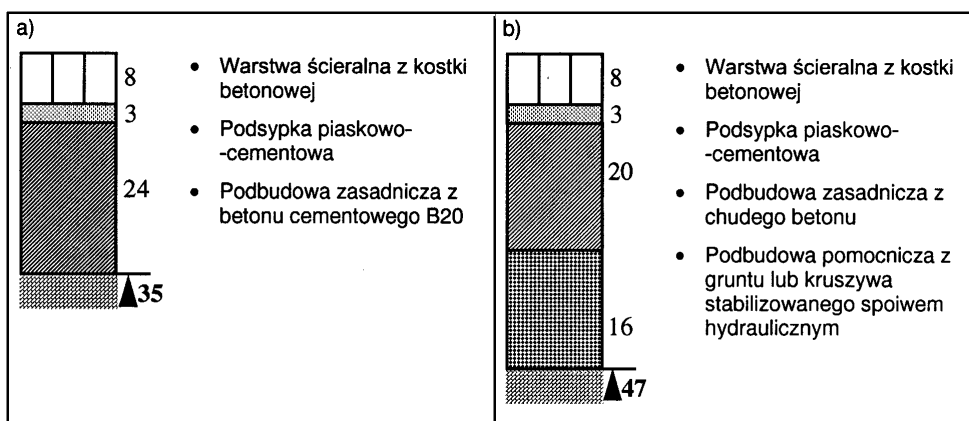 a)
8
3
24
35
• Warstwa ścieralna z kostki
betonowej
• Podsypka piaskowo-
-cementowa
• Podbudowa zasadnicza z
betonu cementowego B20
b)
8
3
20
16
47
• Warstwa ścieralna z kostki
betonowej
• Podsypka piaskowo-
-cementowa
• Podbudowa zasadnicza z
chudego betonu
• Podbudowa pomocnicza z
gruntu lub kruszywa
stabilizowanego spoiwem
hydraulicznym